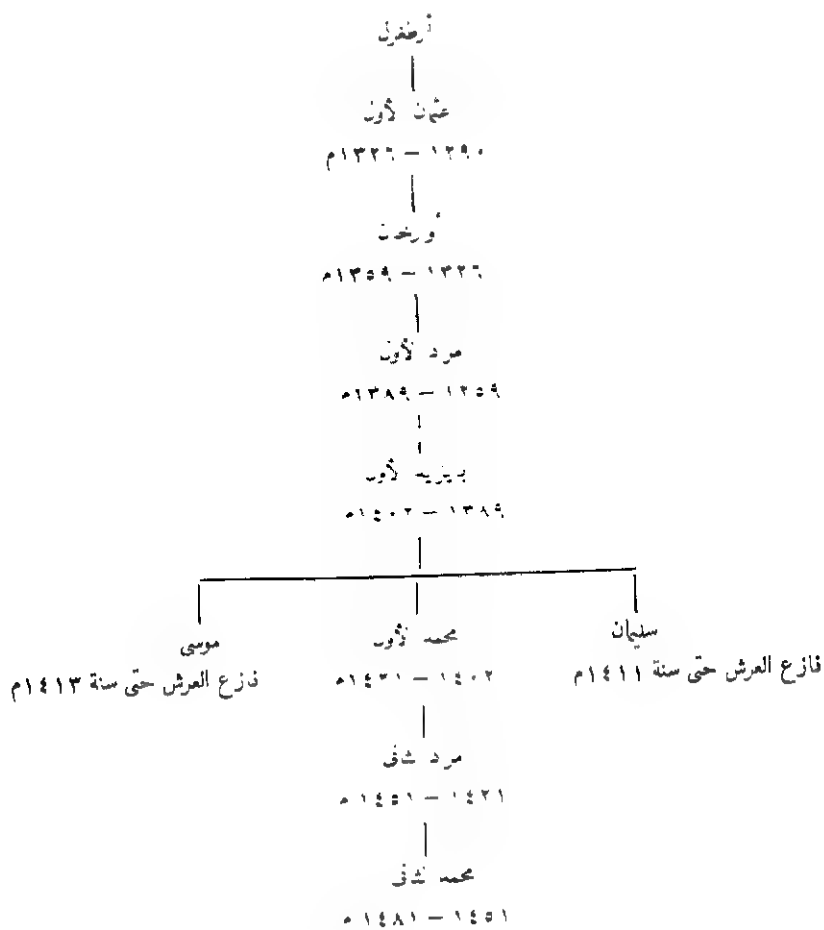 أرطغرل
عثمان الأول
١٢٩٠ – ١٣٢٦م
أورخان
١٣٢٦ – ١٣٥٩م
مراد الأول
١٣٥٩ – ١٣٨٩م
بايزيد الأول
١٣٨٩ – ١٤٠٢م
سليمان
نازع العرش حتى سنة ١٤١١م
محمد الأول
١٤٠٢ – ١٤٢١م
موسى
نازع العرش حتى سنة ١٤١٣م
مراد الثانى
١٤٢١ – ١٤٥١م
محمد الثانى
١٤٥١ – ١٤٨١م